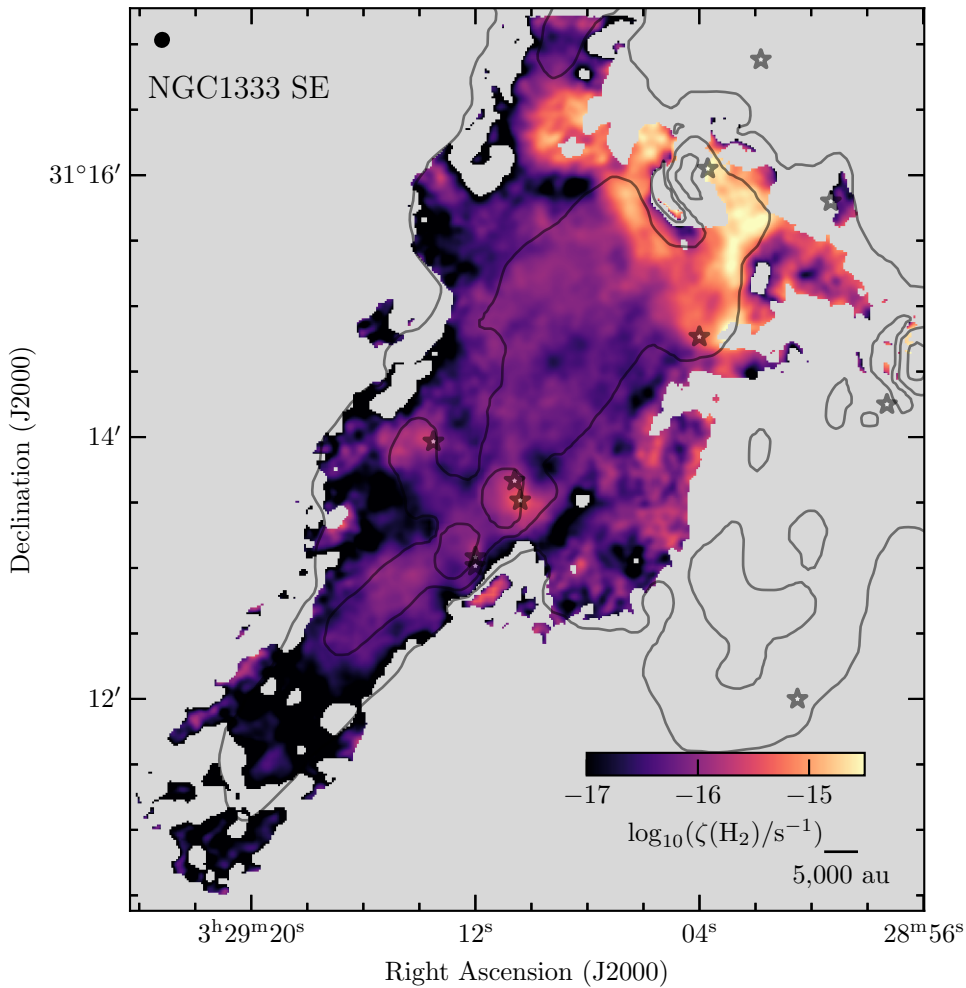 NGC1333 SE
31°16′
14′
13′
12′
Declination (J2000)
−17 −16 −15
log₁₀(ζ(H₂)/s⁻¹)
5,000 au
3ʰ29ᵐ20ˢ 12ˢ 04ˢ 28ᵐ56ˢ
Right Ascension (J2000)